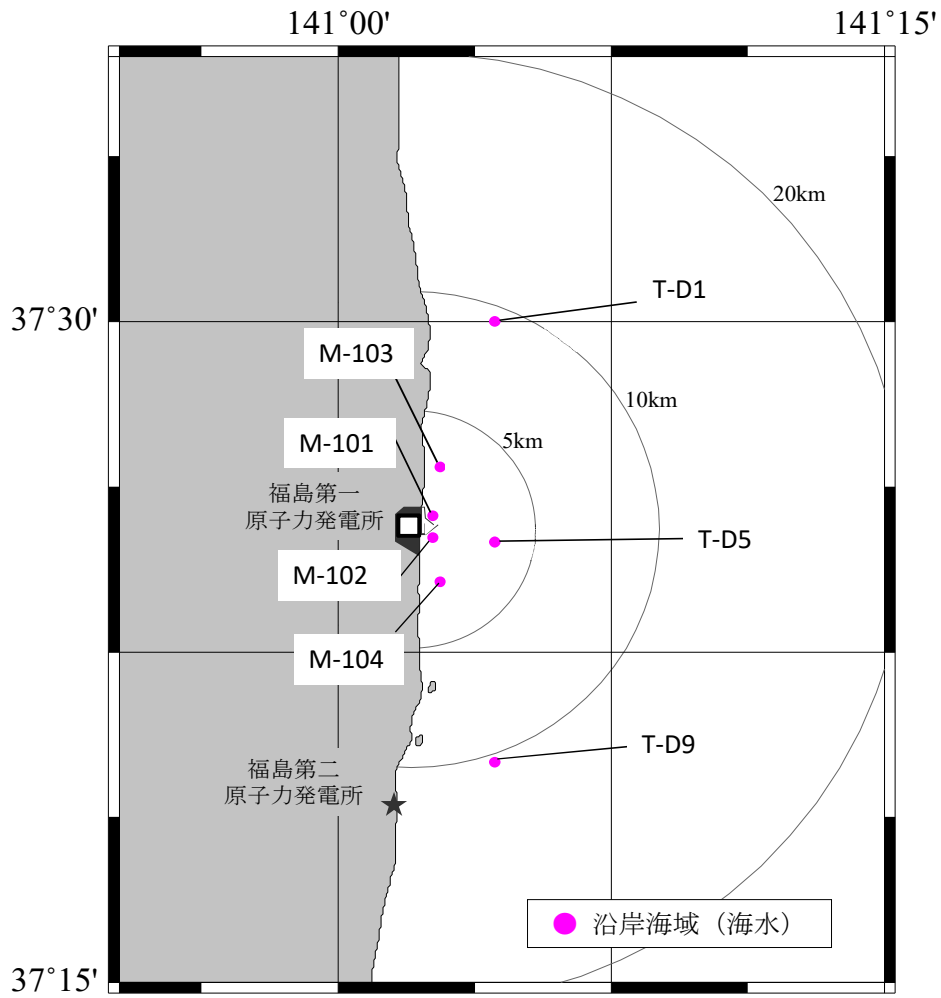 141°00'
141°15'
20km
37°30'
T-D1
M-103
10km
5km
M-101
福島第一
原子力発電所
T-D5
M-102
M-104
T-D9
福島第二
原子力発電所
沿岸海域（海水）
37°15'